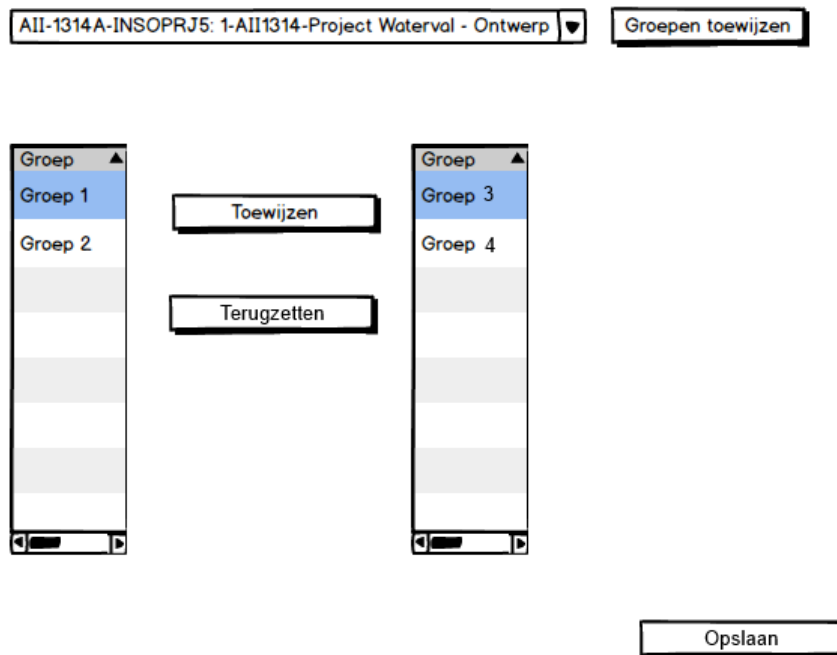 AII-1314A-INSOPRJ5: 1-AII1314-Project Waterval - Ontwerp
Groepen toewijzen
Groep
Groep 1
Groep 2
Toewijzen
Terugzetten
Groep
Groep 3
Groep 4
Opslaan